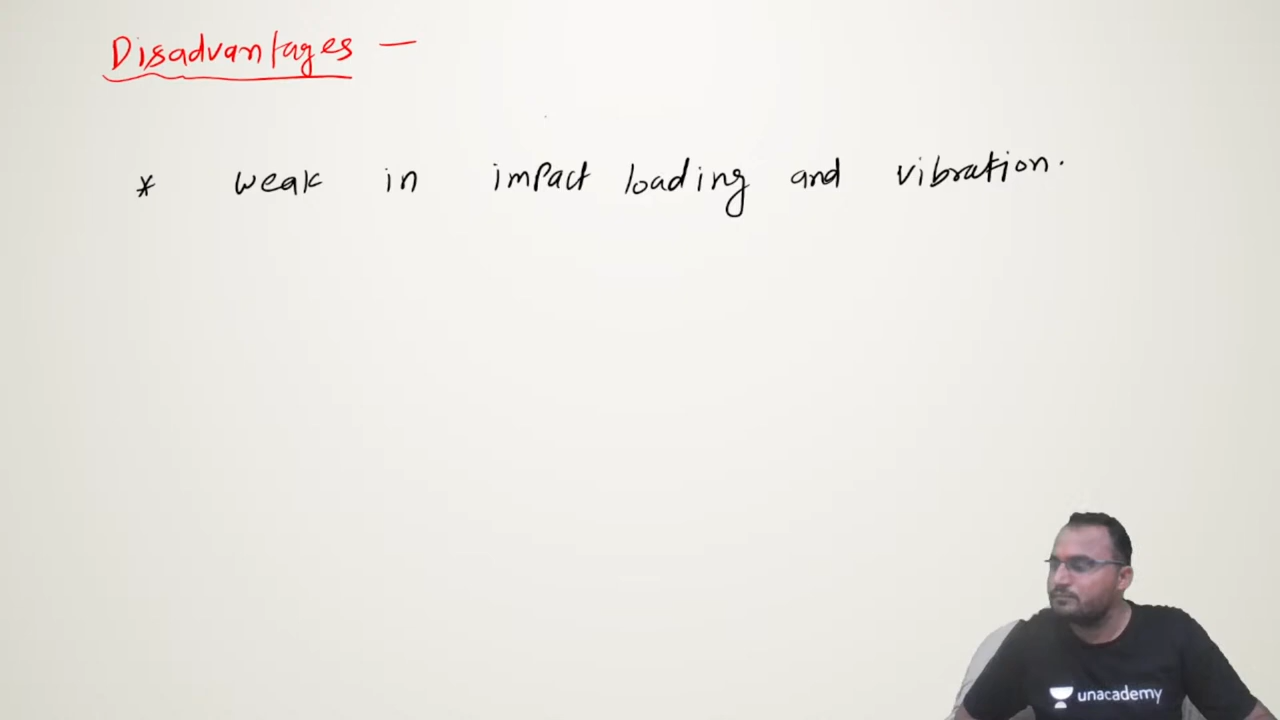 Disadvantages -
* weak in impact loading and vibration.
unacademy